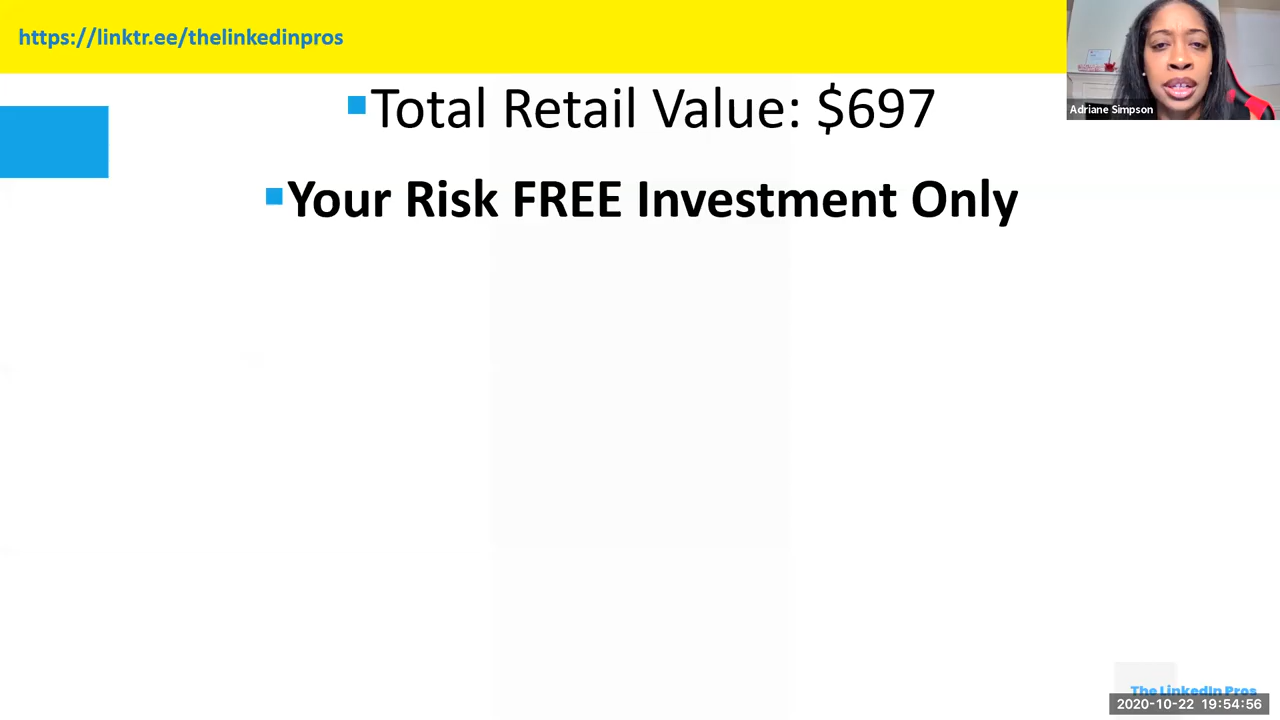 https://linktr.ee/thelinkedinpros
Adriane Simpson
Total Retail Value: $697
Your Risk FREE Investment Only
The LinkedIn Pros
2020-10-22 19:54:56